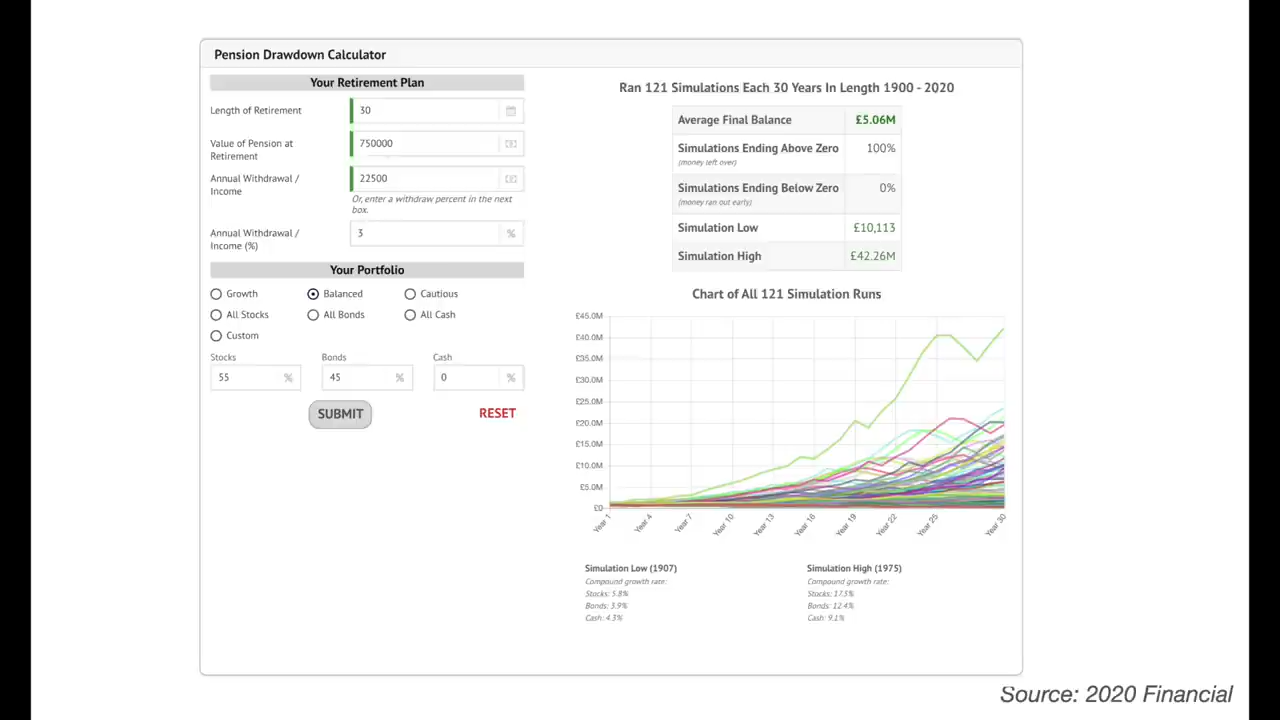 Pension Drawdown Calculator
Your Retirement Plan
Length of Retirement
30
Value of Pension at
Retirement
750000
Annual Withdrawal /
Income
22500
Or, enter a withdraw percent in the next
box.
Annual Withdrawal /
Income (%)
3
%
Your Portfolio
Growth
Balanced
Cautious
All Stocks
All Bonds
All Cash
Custom
Stocks
Bonds
Cash
55 %
45 %
0 %
SUBMIT
RESET
Ran 121 Simulations Each 30 Years In Length 1900 - 2020
Average Final Balance £5.06M
Simulations Ending Above Zero 100%
(money left over)
Simulations Ending Below Zero 0%
(money ran out early)
Simulation Low £10,113
Simulation High £42.26M
Chart of All 121 Simulation Runs
£45.0M
£40.0M
£35.0M
£30.0M
£25.0M
£20.0M
£15.0M
£10.0M
£5.0M
£0
Year 1
Year 4
Year 7
Year 10
Year 13
Year 16
Year 19
Year 22
Year 25
Year 30
Simulation Low (1907)
Compound growth rate:
Stocks: 5.8%
Bonds: 3.9%
Cash: 4.3%
Simulation High (1975)
Compound growth rate:
Stocks: 17.5%
Bonds: 12.4%
Cash: 9.1%
Source: 2020 Financial